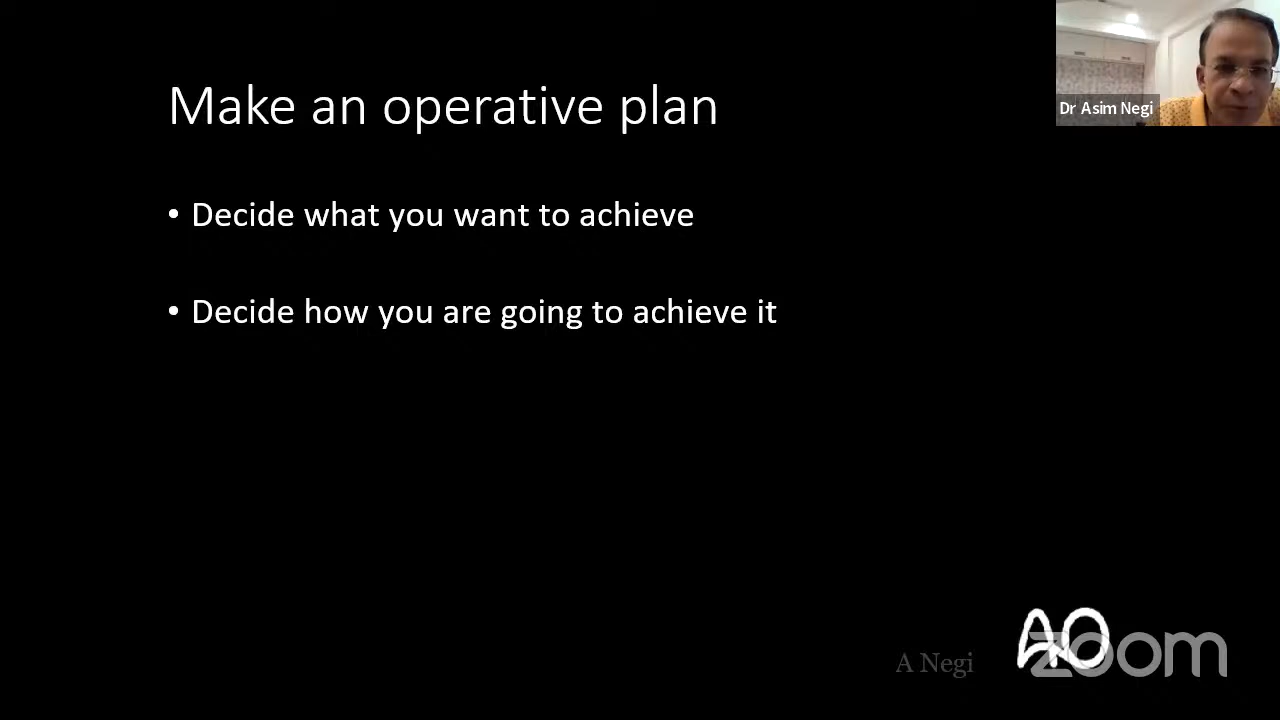 Make an operative plan
Dr Asim Negi
• Decide what you want to achieve
• Decide how you are going to achieve it
A Negi
AO
zoom